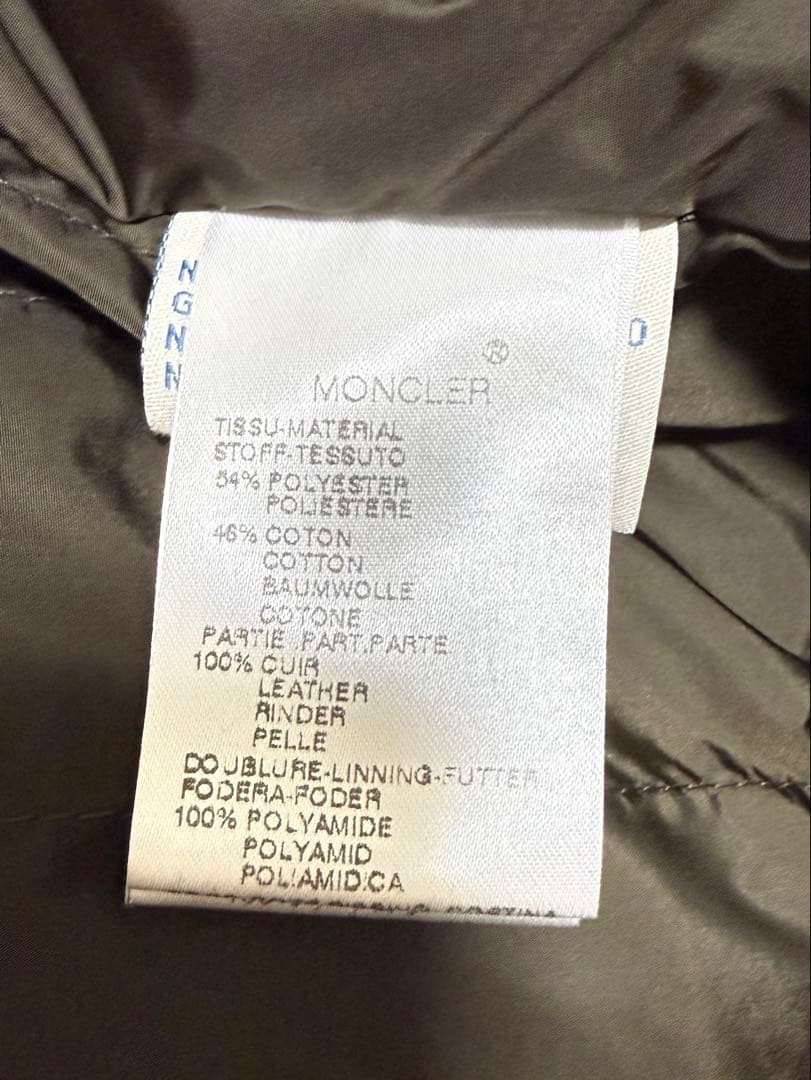 N
G
N
N
O
MONCLER®
TISSU-MATERIAL
STOFF-TESSUTO
54% POLYESTER
POLIESTERE
46% COTON
COTTON
BAUMWOLLE
COTONE
PARTIE.PART.PARTE
100% CUIR
LEATHER
RINDER
PELLE
DOUBLURE-LINNING-FUTTER
FODERA-FODER
100% POLYAMIDE
POLYAMID
POLIAMIDICA